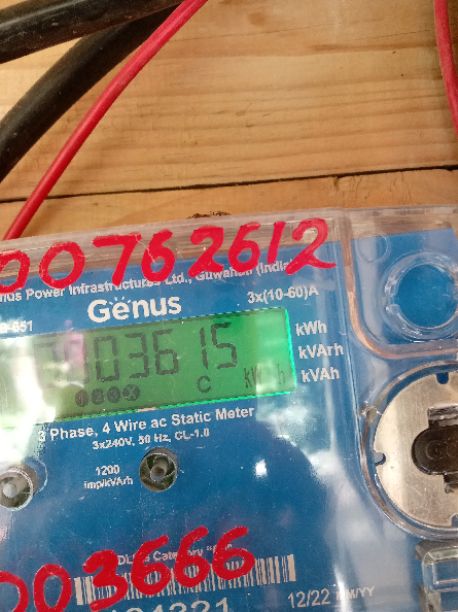 00762612
nus Power Infrastructures Ltd., Guwahati (India)
Genus
3x(10-60)A
03615
C
kWh
kVArh
kVAh
3 Phase, 4 Wire ac Static Meter
3x240V, 50 Hz, CL-1.0
1200
imp/kVArh
003666
12/22